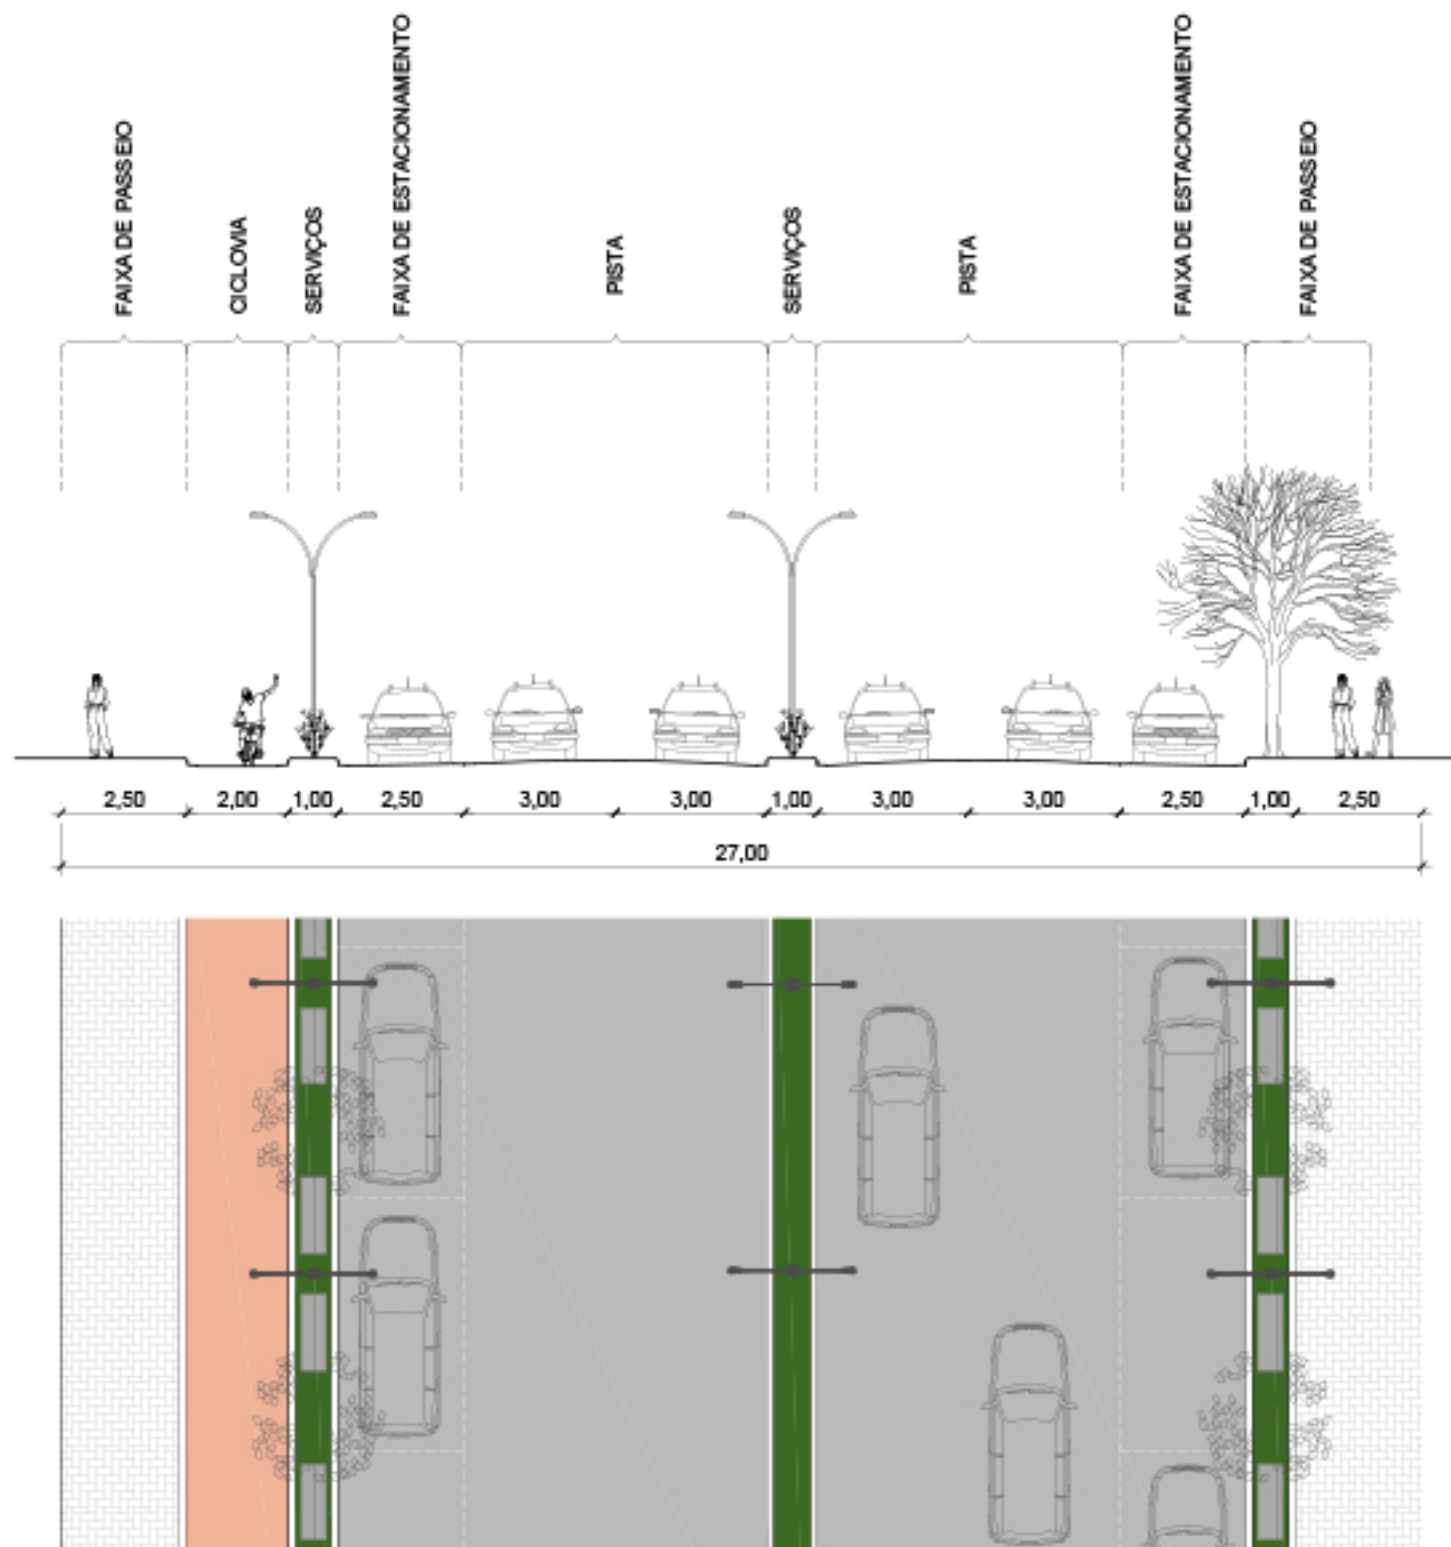 FAIXA DE PASSEIO
CICLOVIA
SERVIÇOS
FAIXA DE ESTACIONAMENTO
PISTA
SERVIÇOS
PISTA
FAIXA DE ESTACIONAMENTO
FAIXA DE PASSEIO
2,50 2,00 1,00 2,50 3,00 3,00 1,00 3,00 3,00 2,50 1,00 2,50
27,00